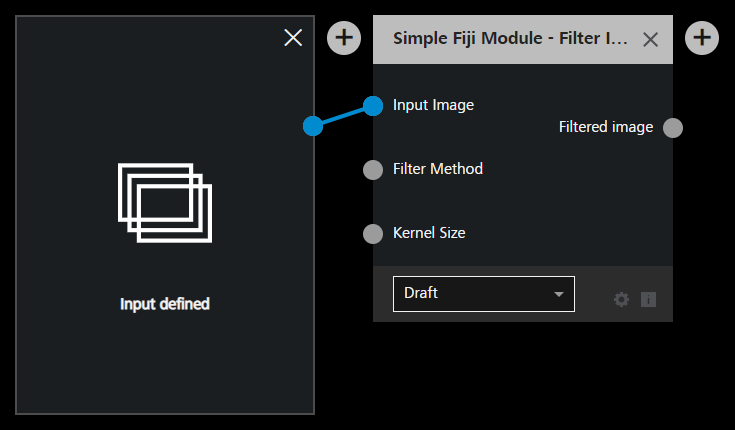 Input defined
Simple Fiji Module - Filter I...
Input Image
Filtered image
Filter Method
Kernel Size
Draft